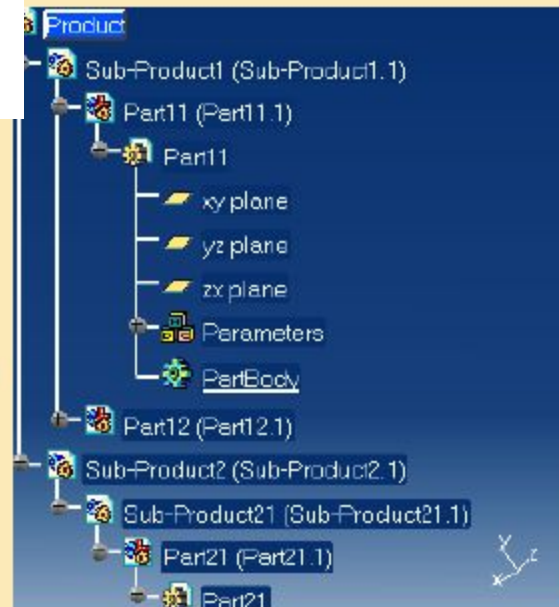 Product
Sub-Product1 (Sub-Product1.1)
Part11 (Part11.1)
Part11
xy plane
yz plane
zx plane
Parameters
PartBody
Part12 (Part12.1)
Sub-Product2 (Sub-Product2.1)
Sub-Product21 (Sub-Product21.1)
Part21 (Part21.1)
Part21
y
z
x